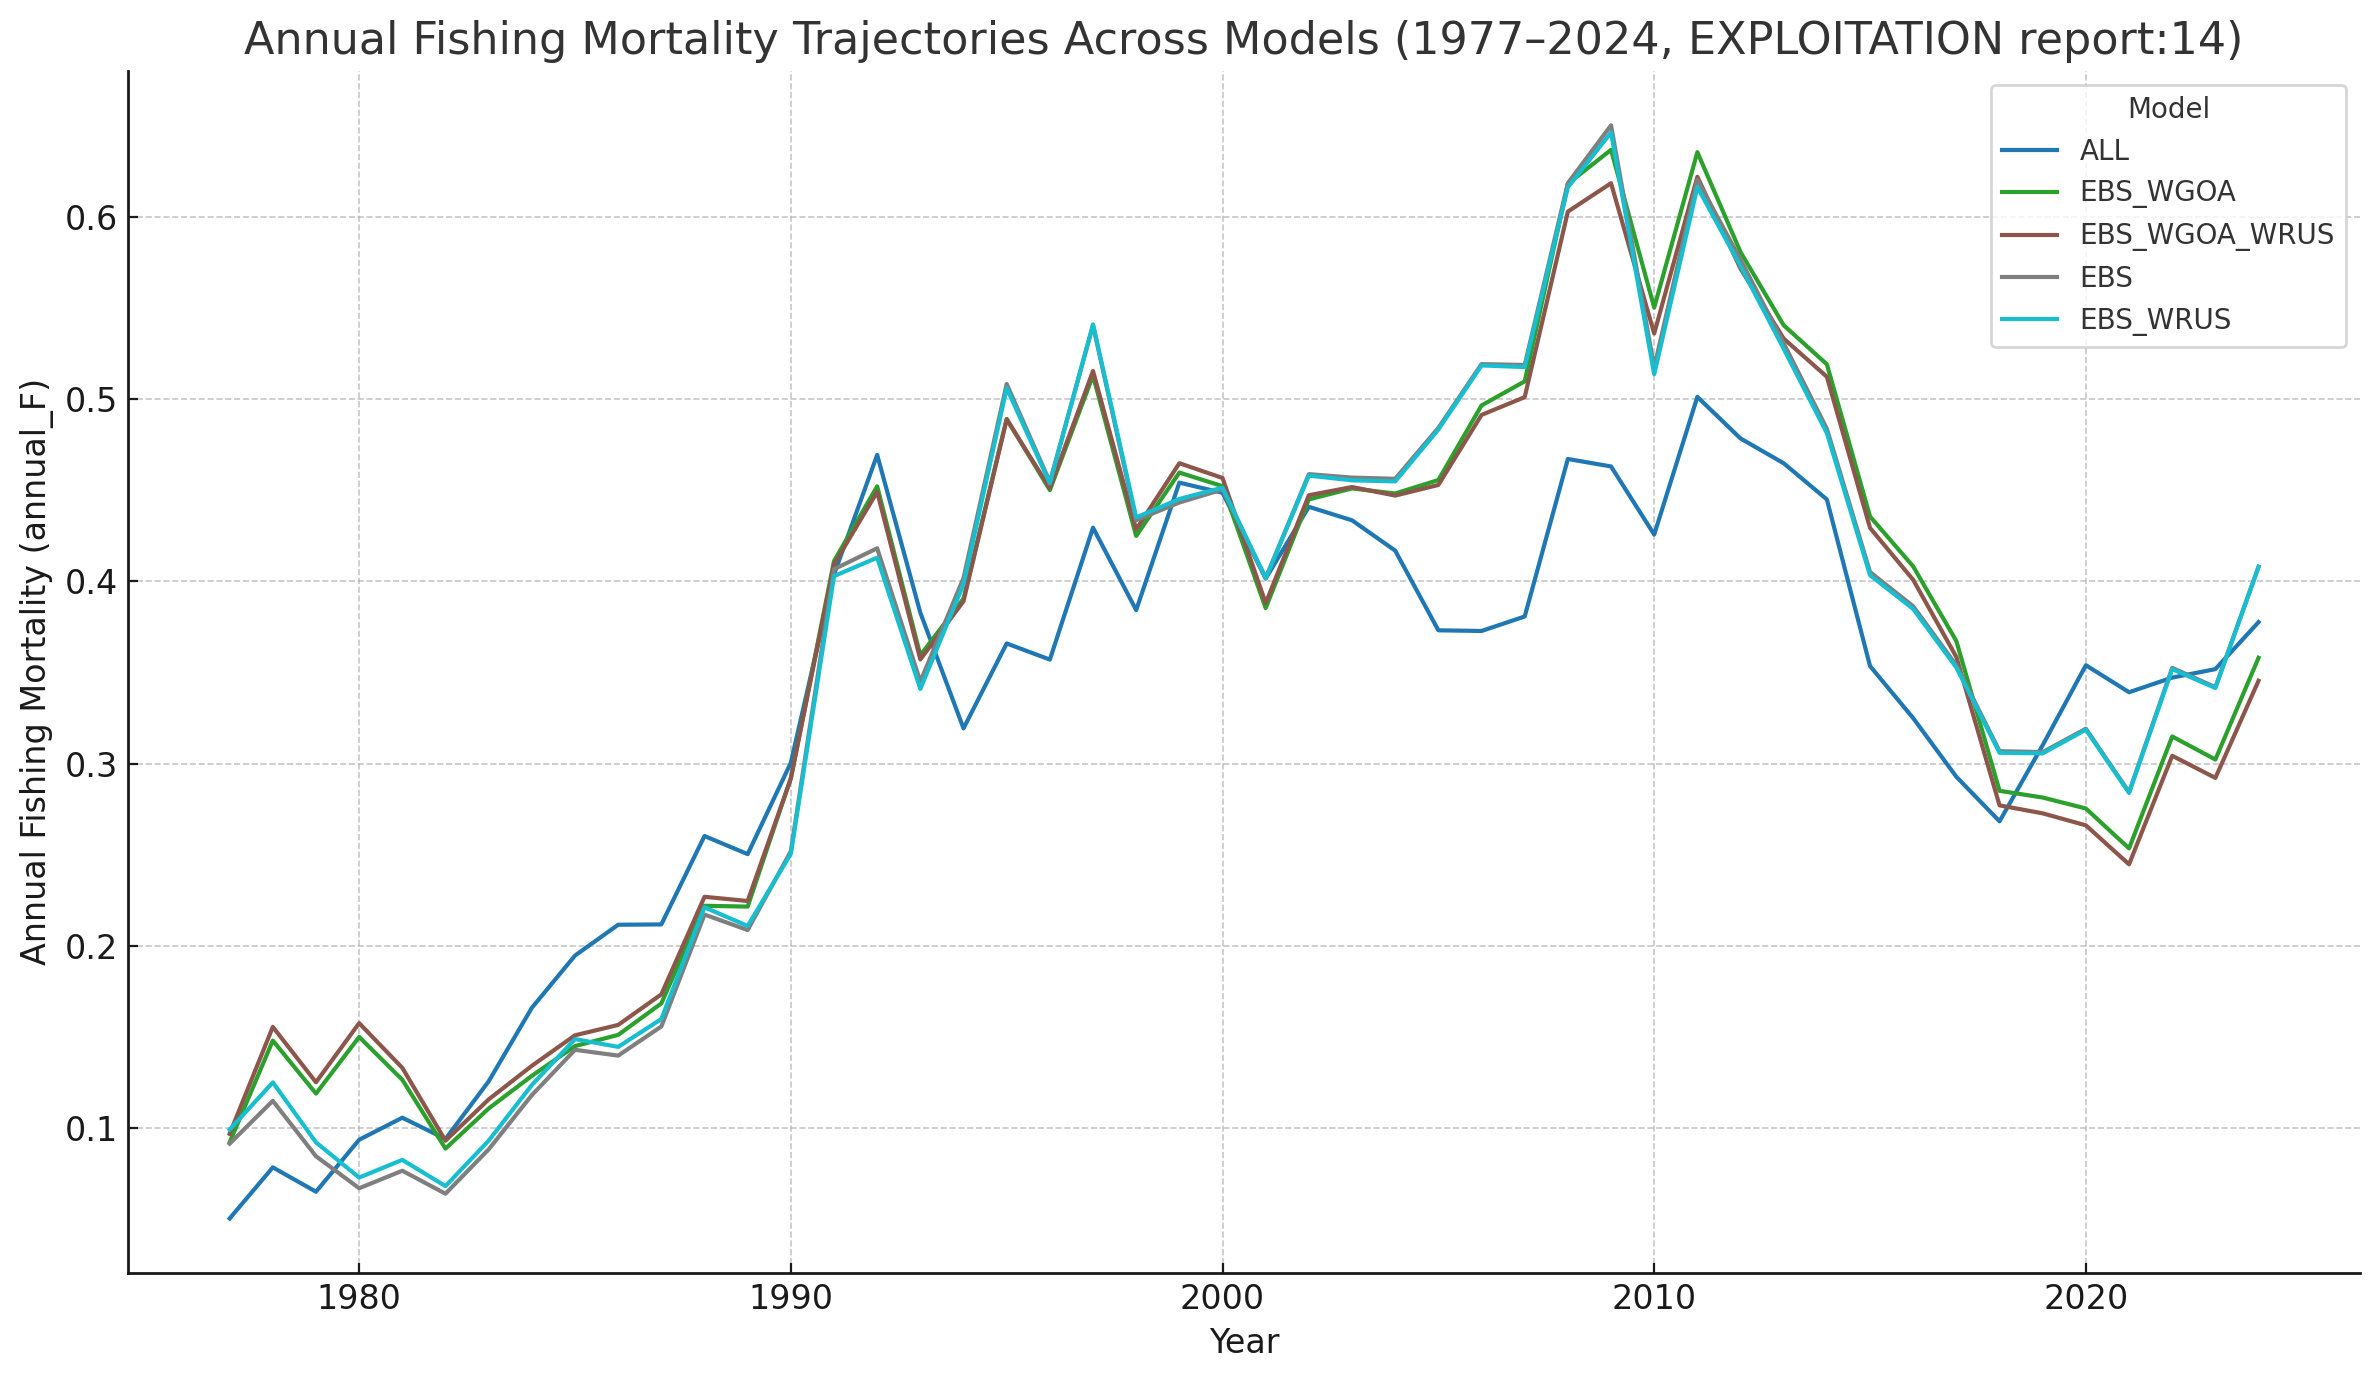 Annual Fishing Mortality Trajectories Across Models (1977–2024, EXPLOITATION report:14)
Model
ALL
EBS_WGOA
EBS_WGOA_WRUS
EBS
EBS_WRUS
Annual Fishing Mortality (annual_F)
0.6
0.5
0.4
0.3
0.2
0.1
1980
1990
2000
2010
2020
Year